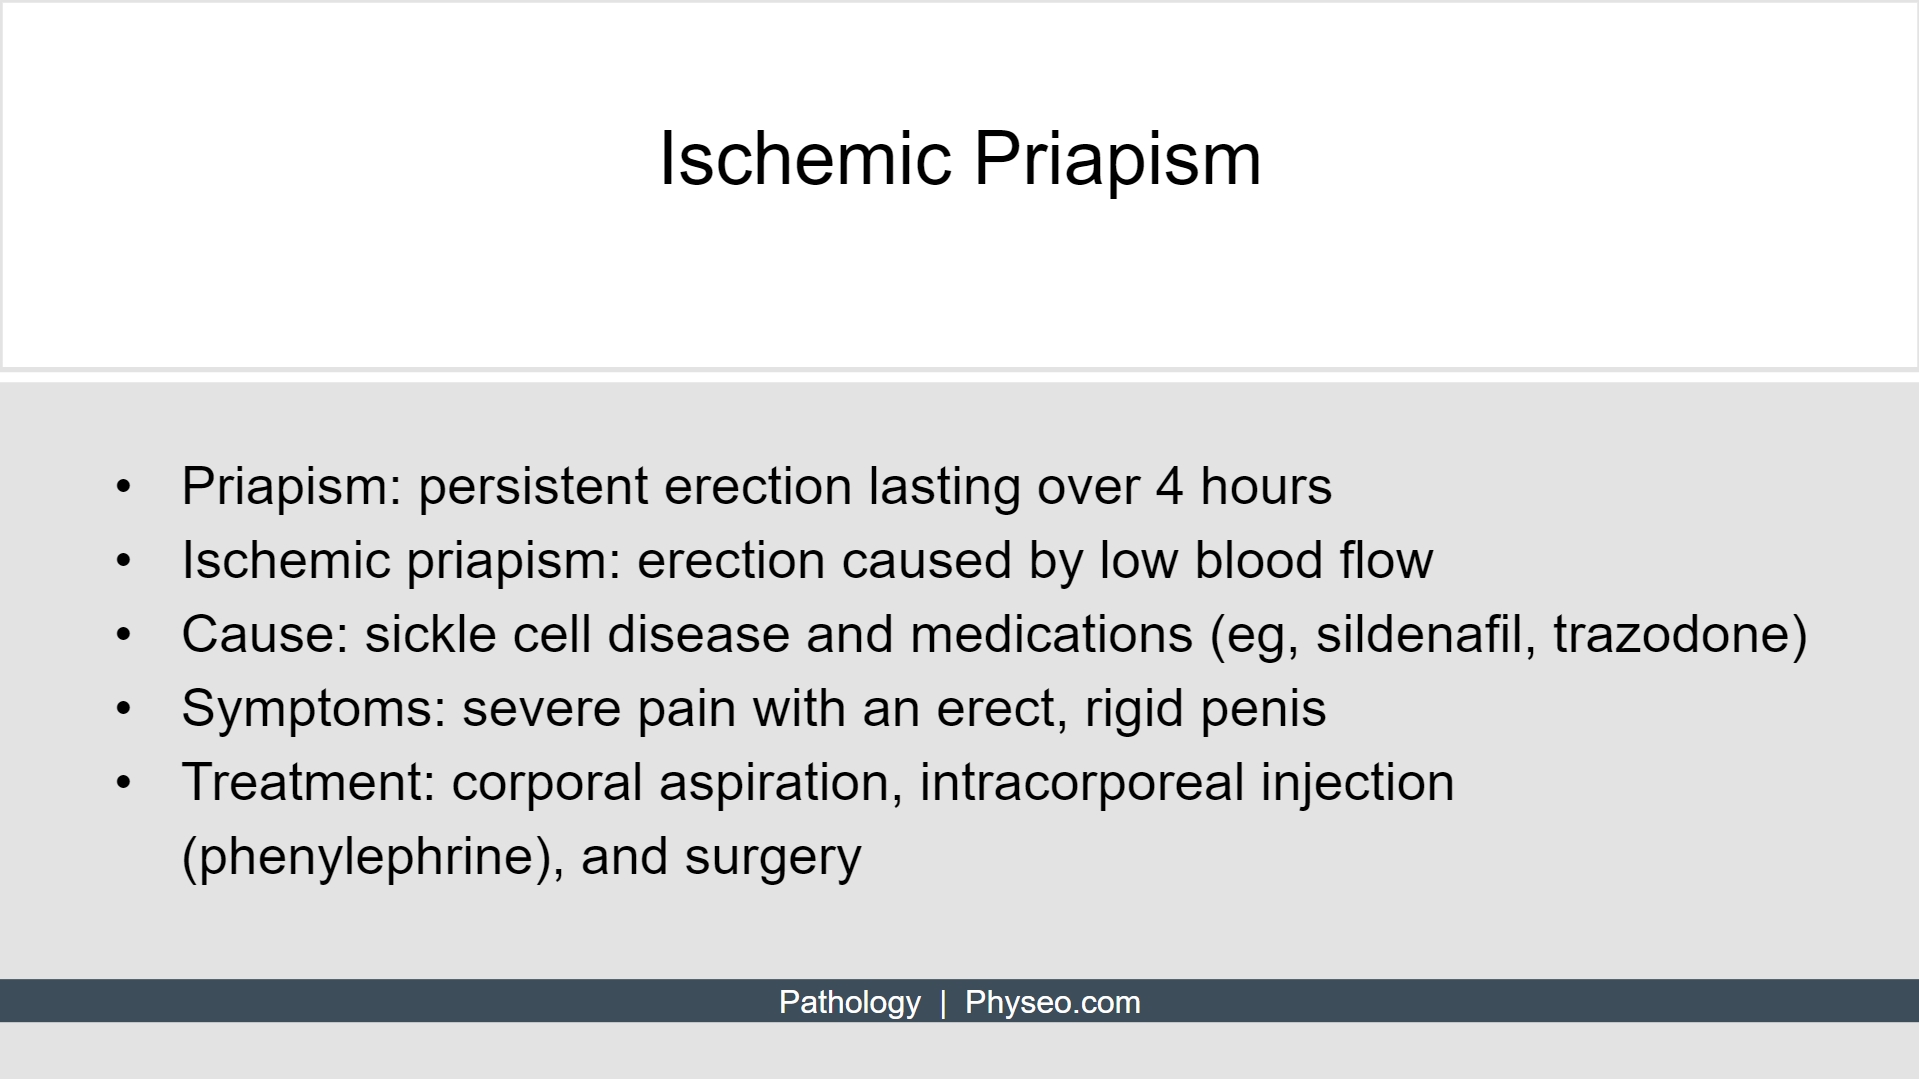 Ischemic Priapism
• Priapism: persistent erection lasting over 4 hours
• Ischemic priapism: erection caused by low blood flow
• Cause: sickle cell disease and medications (eg, sildenafil, trazodone)
• Symptoms: severe pain with an erect, rigid penis
• Treatment: corporal aspiration, intracorporeal injection
(phenylephrine), and surgery
Pathology | Physeo.com